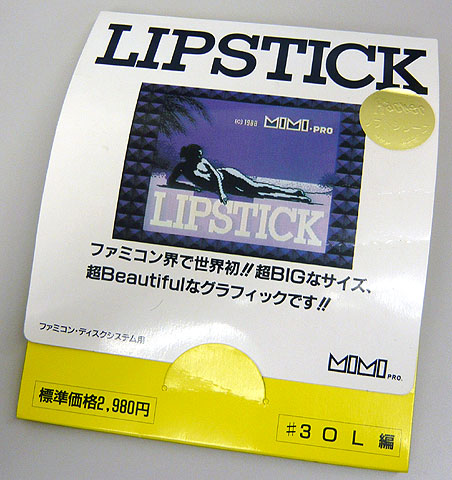 LIPSTICK
(C) 1988 MIMI・PRO
LIPSTICK
ファミコン界で世界初!!超BIGなサイズ、
超Beautifulなグラフィックです!!
ファミコン・ディスクシステム用
MIMI PRO.
標準価格2,980円
#3 O L 編